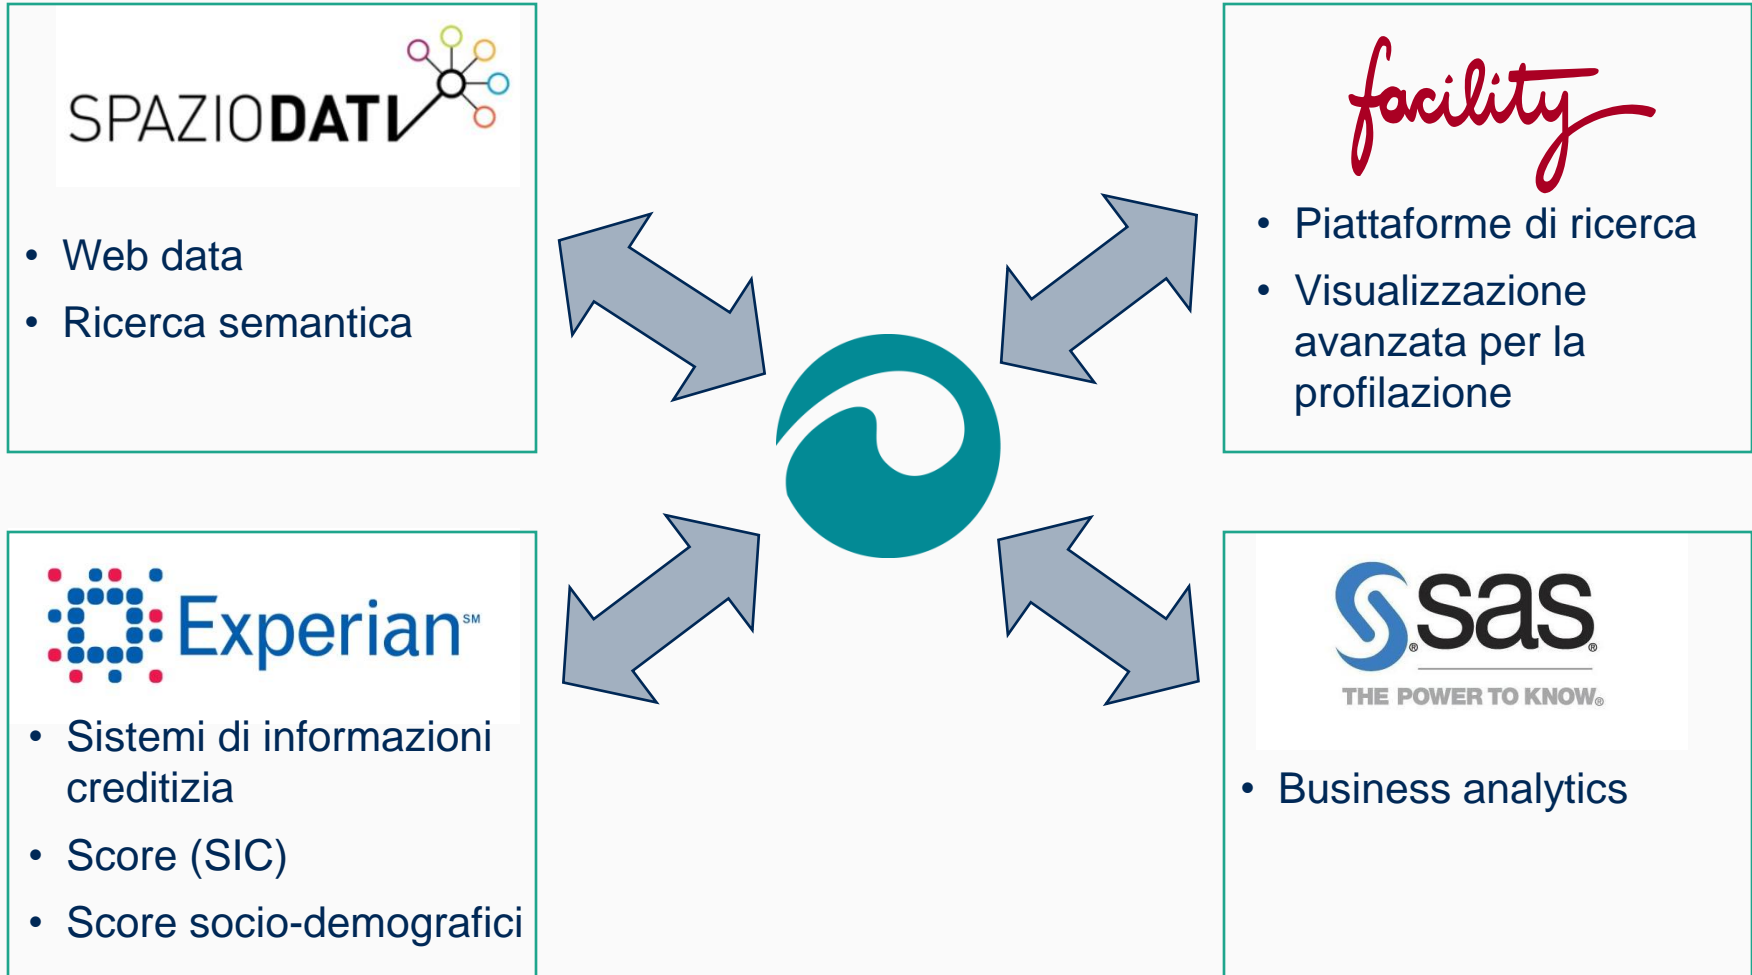 SPAZIODATI
• Web data
• Ricerca semantica
facility
• Piattaforme di ricerca
• Visualizzazione
avanzata per la
profilazione
Experian℠
• Sistemi di informazioni
creditizia
• Score (SIC)
• Score socio-demografici
sas®
THE POWER TO KNOW®
• Business analytics